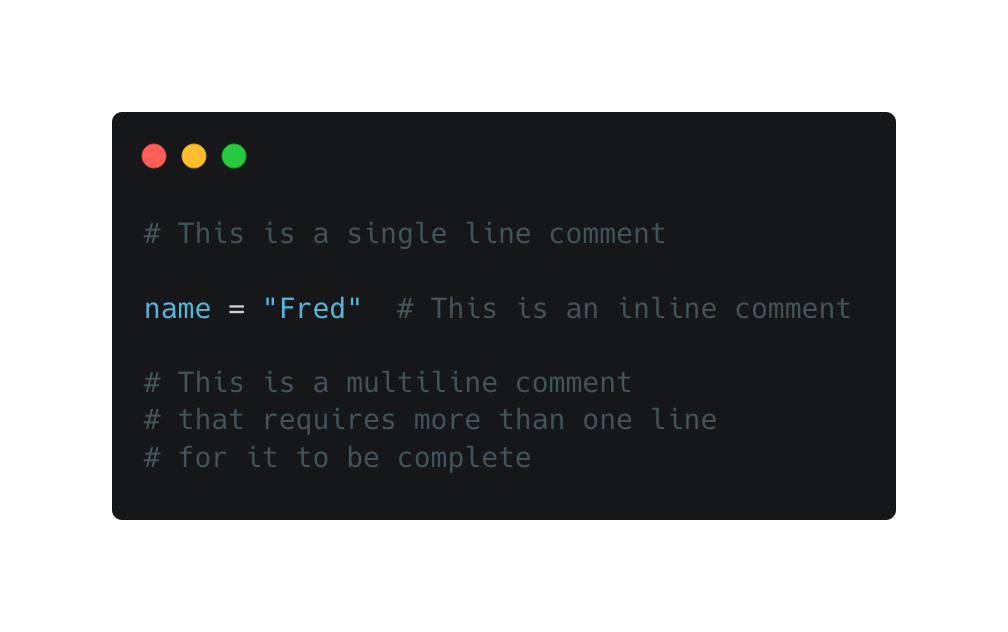 # This is a single line comment
name = "Fred"  # This is an inline comment
# This is a multiline comment
# that requires more than one line
# for it to be complete